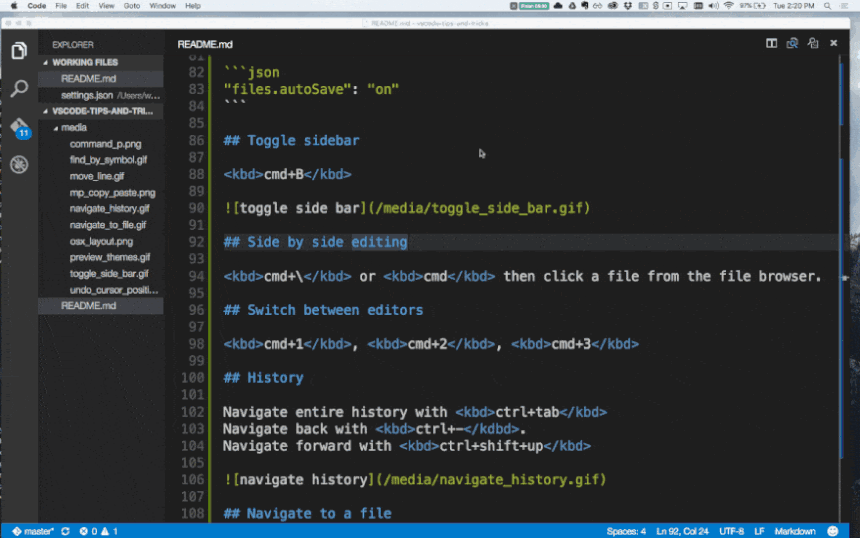 Code File Edit View Goto Window Help
97% Tue 2:20 PM
README.md - vscode-tips-and-tricks
EXPLORER
WORKING FILES
README.md
settings.json /Users/w...
VSCODE-TIPS-AND-TRI...
media
command_p.png
find_by_symbol.gif
move_line.gif
mp_copy_paste.png
navigate_history.gif
navigate_to_file.gif
osx_layout.png
preview_themes.gif
toggle_side_bar.gif
undo_cursor_positi...
README.md
11
README.md
81
82 ```json
83 "files.autoSave": "on"
84 ```
85
86 ## Toggle sidebar
87
88 <kbd>cmd+B</kbd>
89
90 ![toggle side bar](/media/toggle_side_bar.gif)
91
92 ## Side by side editing
93
94 <kbd>cmd+\</kbd> or <kbd>cmd</kbd> then click a file from the file browser.
95
96 ## Switch between editors
97
98 <kbd>cmd+1</kbd>, <kbd>cmd+2</kbd>, <kbd>cmd+3</kbd>
99
100 ## History
101
102 Navigate entire history with <kbd>ctrl+tab</kbd>
103 Navigate back with <kbd>ctrl+-</kdbd>.
104 Navigate forward with <kbd>ctrl+shift+up</kbd>
105
106 ![navigate history](/media/navigate_history.gif)
107
108 ## Navigate to a file
master* 0 1 Spaces: 4 Ln 92, Col 24 UTF-8 LF Markdown